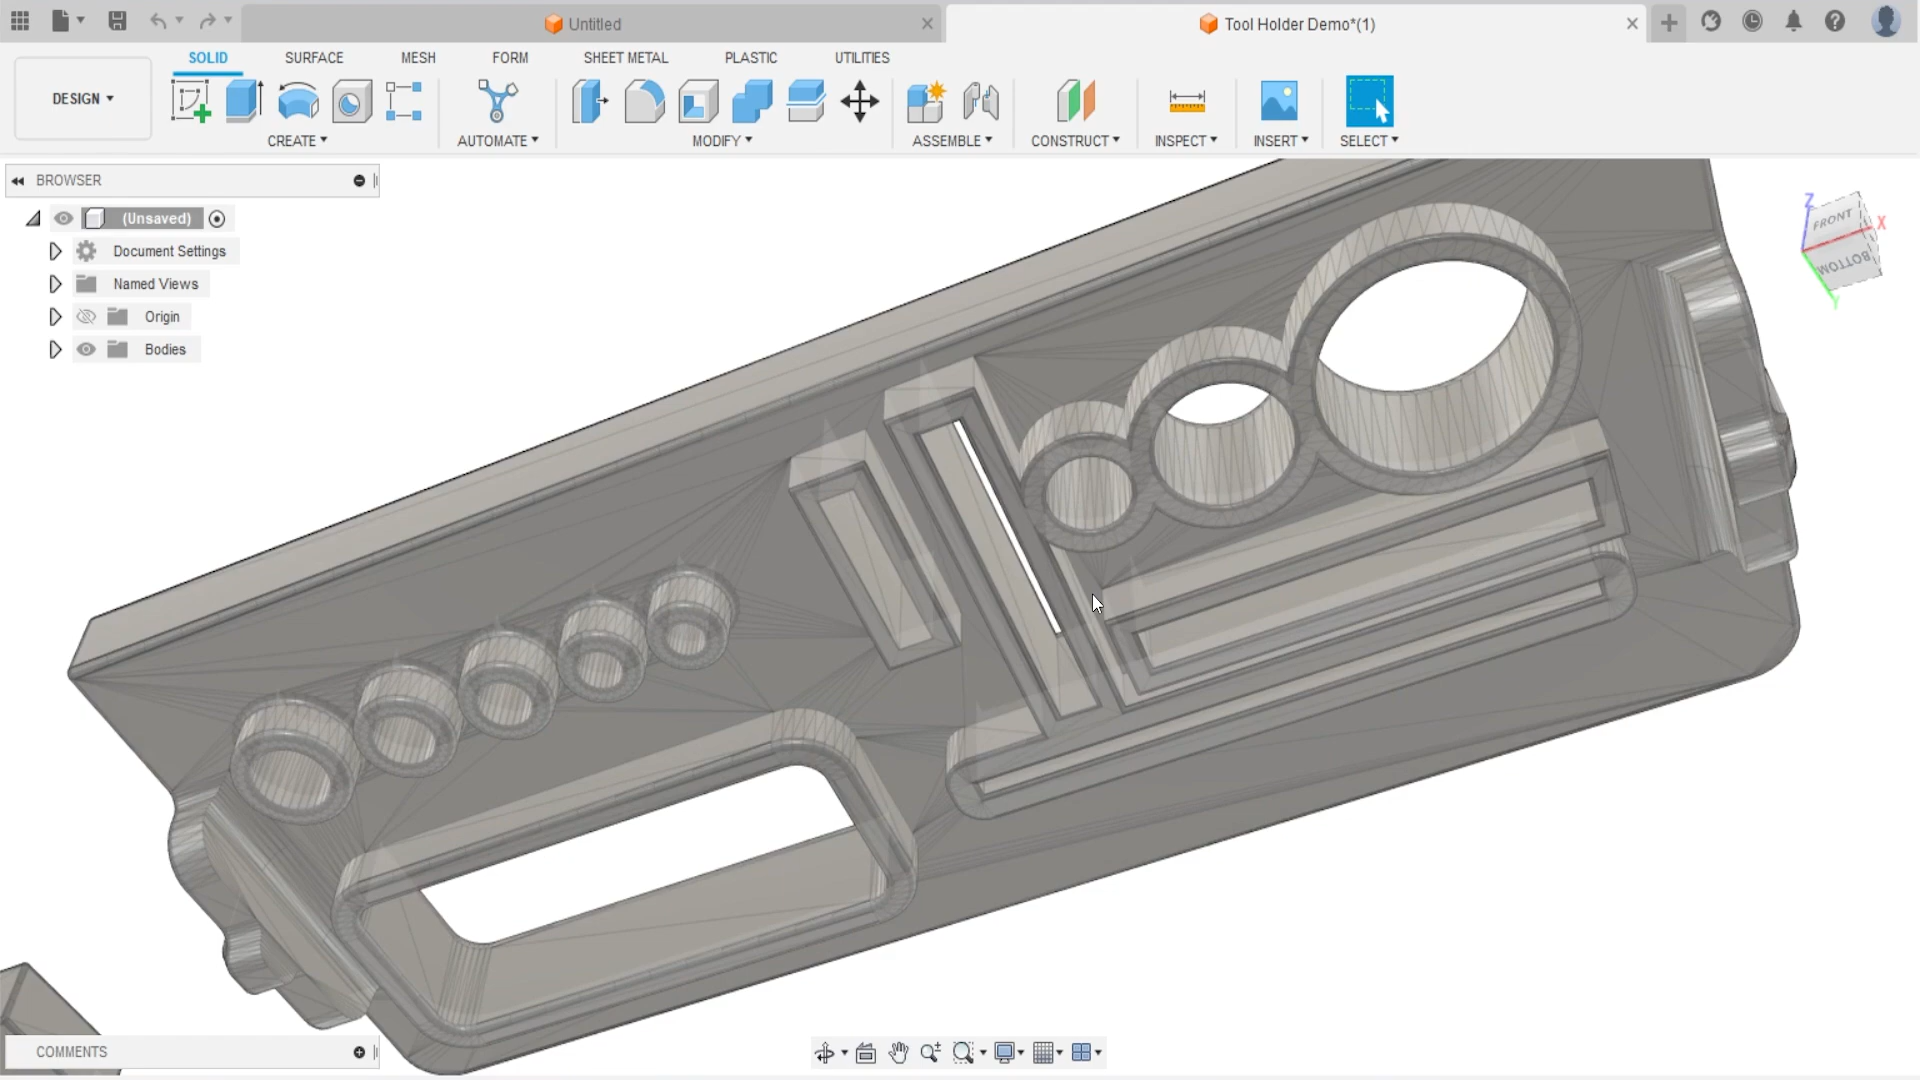 Untitled
Tool Holder Demo*(1)
SOLID SURFACE MESH FORM SHEET METAL PLASTIC UTILITIES
DESIGN
CREATE AUTOMATE MODIFY ASSEMBLE CONSTRUCT INSPECT INSERT SELECT
BROWSER
(Unsaved)
Document Settings
Named Views
Origin
Bodies
Z
FRONT
X
BOTTOM
Y
COMMENTS